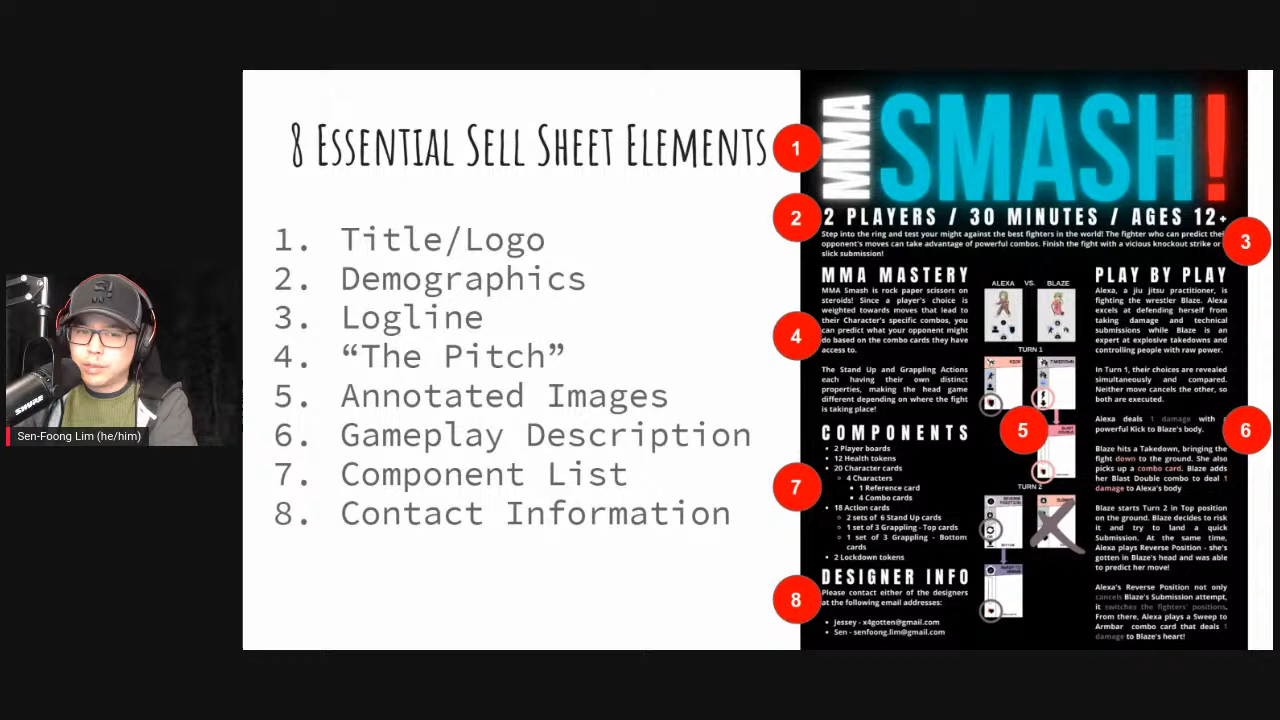 8 Essential Sell Sheet Elements
1. Title/Logo
2. Demographics
3. Logline
4. “The Pitch”
5. Annotated Images
6. Gameplay Description
7. Component List
8. Contact Information
SHURE
Sen-Foong Lim (he/him)
1
2
3
4
5
6
7
8
MMA
SMASH!
2 PLAYERS / 30 MINUTES / AGES 12+
Step into the ring and test your might against the best fighters in the world! The fighter who can predict their
opponent's moves can take advantage of powerful combos. Finish the fight with a vicious knockout strike or
slick submission!
MMA MASTERY
MMA Smash is rock paper scissors on
steroids! Since a player's choice is
weighted towards moves that lead to
their Character's specific combos, you
can predict what your opponent might
do based on the combo cards they have
access to.
The Stand Up and Grappling Actions
each having their own distinct
properties, making the head game
different depending on where the fight
is taking place!
COMPONENTS
• 2 Player boards
• 12 Health tokens
• 20 Character cards
4 Characters
1 Reference card
4 Combo cards
• 18 Action cards
2 sets of 6 Stand Up cards
1 set of 3 Grappling - Top cards
1 set of 3 Grappling - Bottom
cards
• 2 Lockdown tokens
DESIGNER INFO
Please contact either of the designers
at the following email addresses:
• Jessey - x4gotten@gmail.com
• Sen - senfoong.lim@gmail.com
ALEXA VS. BLAZE
TURN 1
KICK
TAKEDOWN
BLAST DOUBLE
TURN 2
REVERSE POSITION
BOTTOM
PLAY BY PLAY
Alexa, a jiu jitsu practitioner, is
fighting the wrestler Blaze. Alexa
excels at defending herself from
taking damage and technical
submissions while Blaze is an
expert at explosive takedowns and
controlling people with raw power.
In Turn 1, their choices are revealed
simultaneously and compared.
Neither move cancels the other, so
both are executed.
Alexa deals 1 damage with
powerful Kick to Blaze's body.
Blaze hits a Takedown, bringing the
fight down to the ground. She also
picks up a combo card. Blaze adds
her Blast Double combo to deal 1
damage to Alexa's body
Blaze starts Turn 2 in Top position
on the ground. Blaze decides to risk
it and try to land a quick
Submission. At the same time,
Alexa plays Reverse Position - she's
gotten in Blaze's head and was able
to predict her move!
Alexa's Reverse Position not only
cancels Blaze's Submission attempt,
it switches the fighters' positions.
From there, Alexa plays a Sweep to
Armbar combo card that deals 1
damage to Blaze's heart!